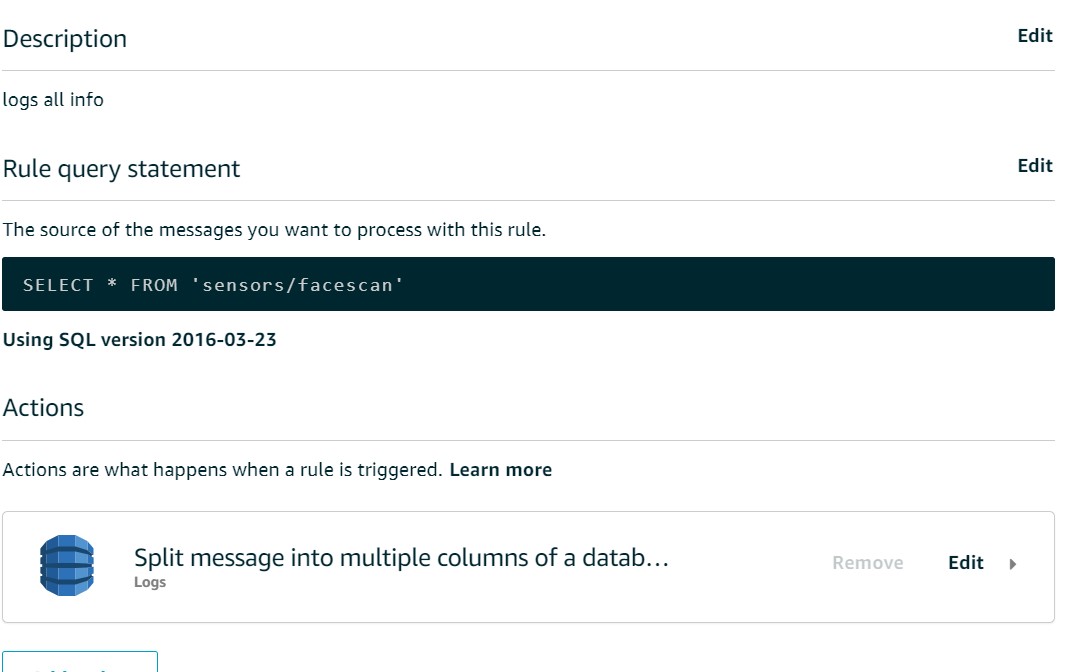 Description
Edit
logs all info
Rule query statement
Edit
The source of the messages you want to process with this rule.
SELECT * FROM 'sensors/facescan'
Using SQL version 2016-03-23
Actions
Actions are what happens when a rule is triggered. Learn more
Split message into multiple columns of a datab...
Remove
Edit
Logs